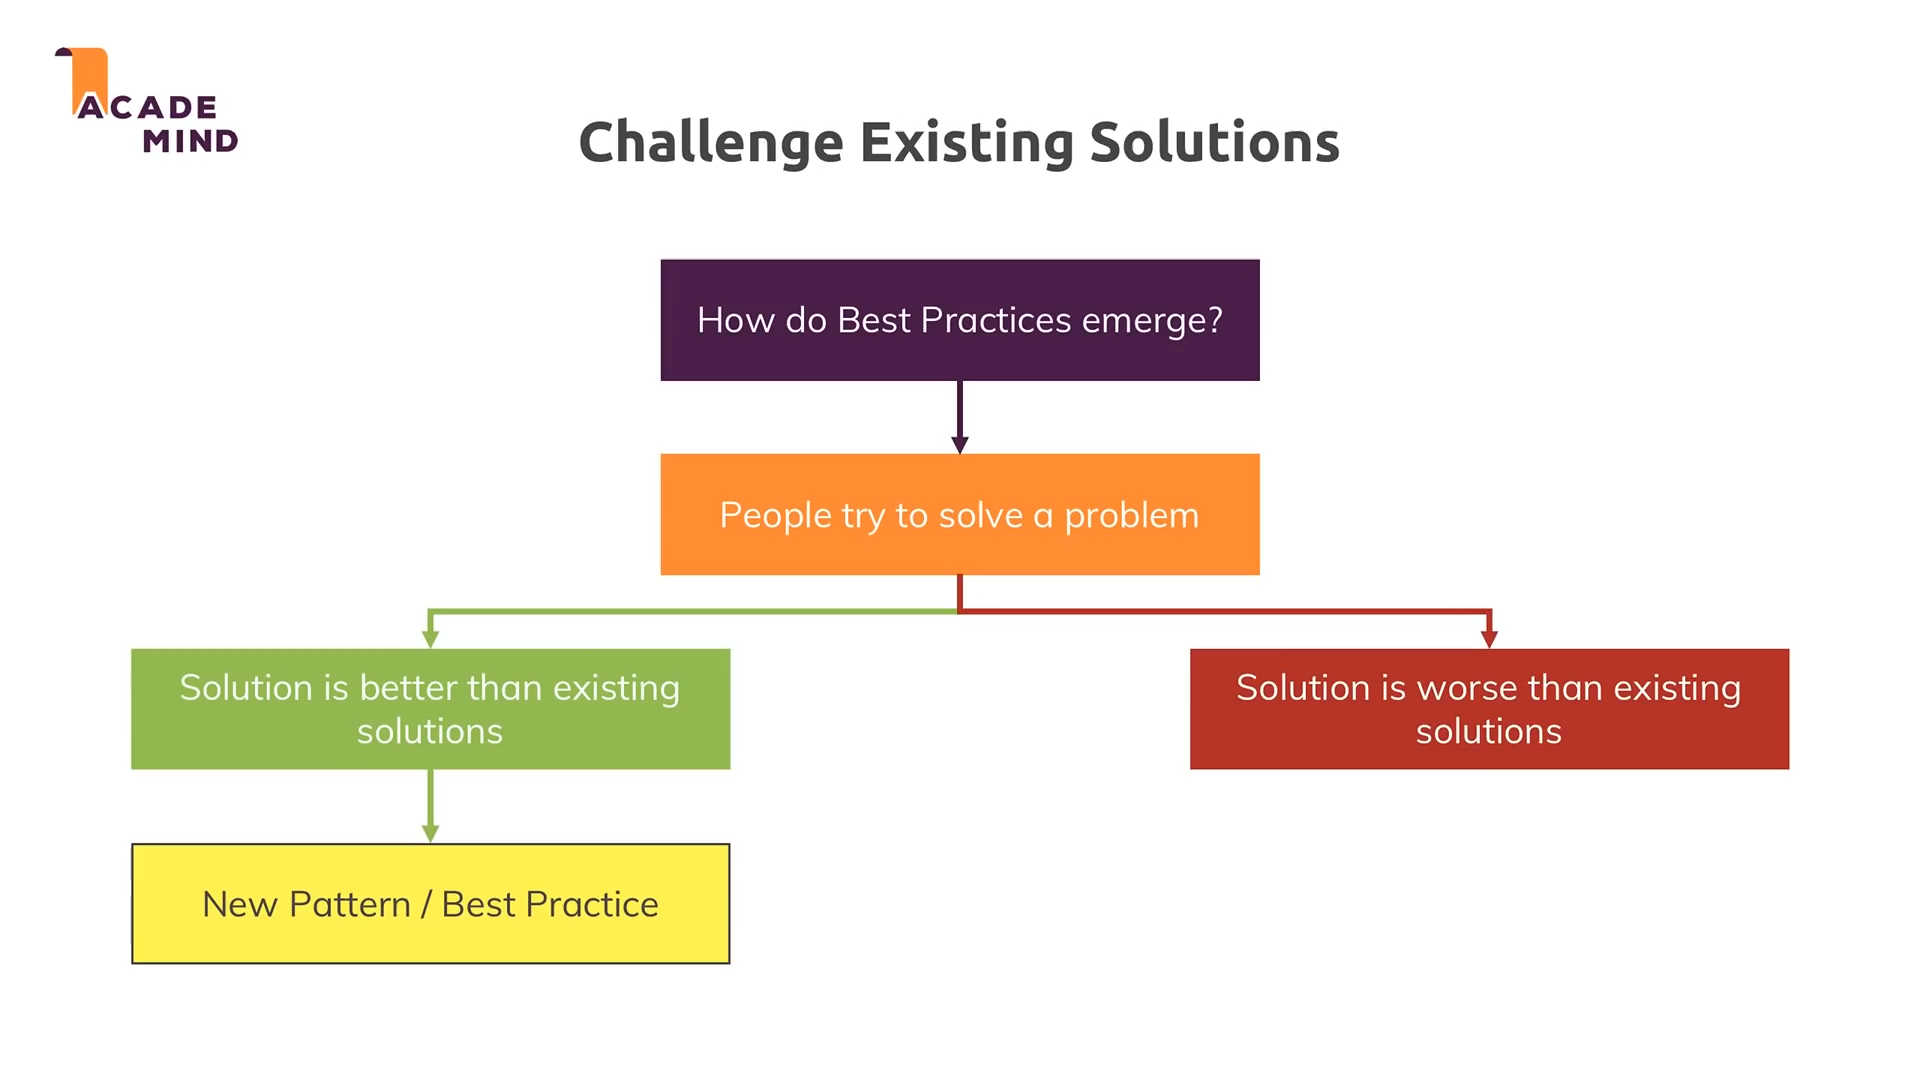 ACADE
MIND
Challenge Existing Solutions
How do Best Practices emerge?
People try to solve a problem
Solution is better than existing
solutions
Solution is worse than existing
solutions
New Pattern / Best Practice